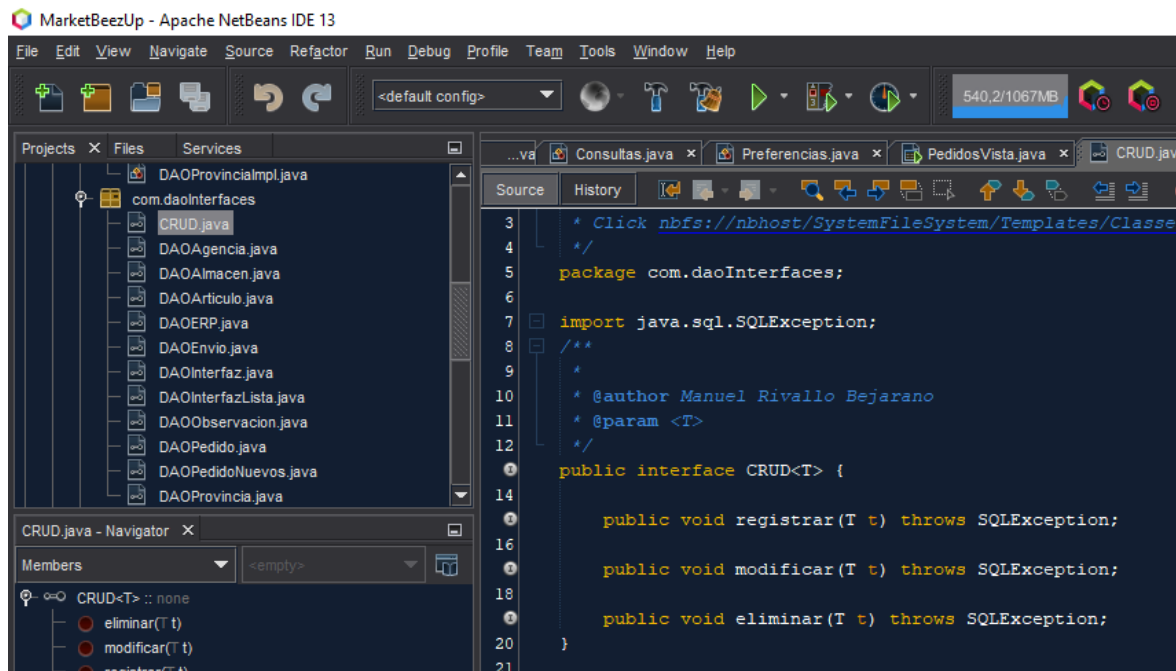 MarketBeezUp - Apache NetBeans IDE 13
File Edit View Navigate Source Refactor Run Debug Profile Team Tools Window Help
<default config>
540,2/1067MB
Projects Files Services
DAOProvinciaImpl.java
com.daoInterfaces
CRUD.java
DAOAgencia.java
DAOAlmacen.java
DAOArticulo.java
DAOERP.java
DAOEnvio.java
DAOInterfaz.java
DAOInterfazLista.java
DAOObservacion.java
DAOPedido.java
DAOPedidoNuevos.java
DAOProvincia.java
CRUD.java - Navigator
Members <empty>
CRUD<T> :: none
eliminar(T t)
modificar(T t)
registrar(T t)
...va Consultas.java Preferencias.java PedidosVista.java CRUD.jav
Source History
3 * Click nbfs://nbhost/SystemFileSystem/Templates/Classe
4 */
5 package com.daoInterfaces;
6
7 import java.sql.SQLException;
8 /**
9 *
10 * @author Manuel Rivallo Bejarano
11 * @param <T>
12 */
public interface CRUD<T> {
14
public void registrar(T t) throws SQLException;
16
public void modificar(T t) throws SQLException;
18
public void eliminar(T t) throws SQLException;
20 }
21